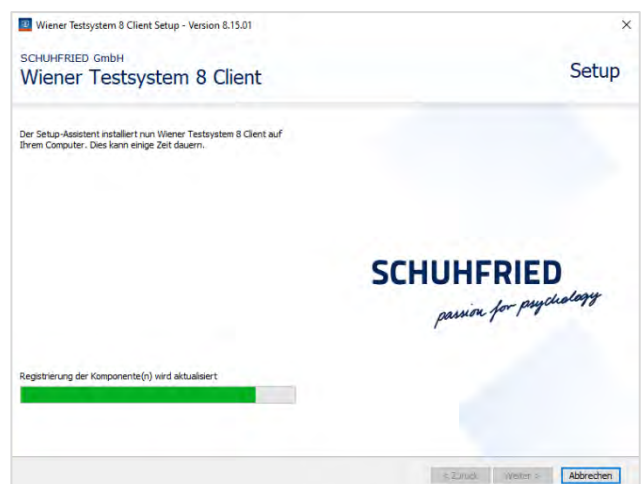 Wiener Testsystem 8 Client Setup - Version 8.15.01
SCHUHFRIED GmbH
Wiener Testsystem 8 Client
Setup
Der Setup-Assistent installiert nun Wiener Testsystem 8 Client auf
Ihrem Computer. Dies kann einige Zeit dauern.
SCHUHFRIED
passion for psychology
Registrierung der Komponente(n) wird aktualisiert
< Zurück
Weiter >
Abbrechen